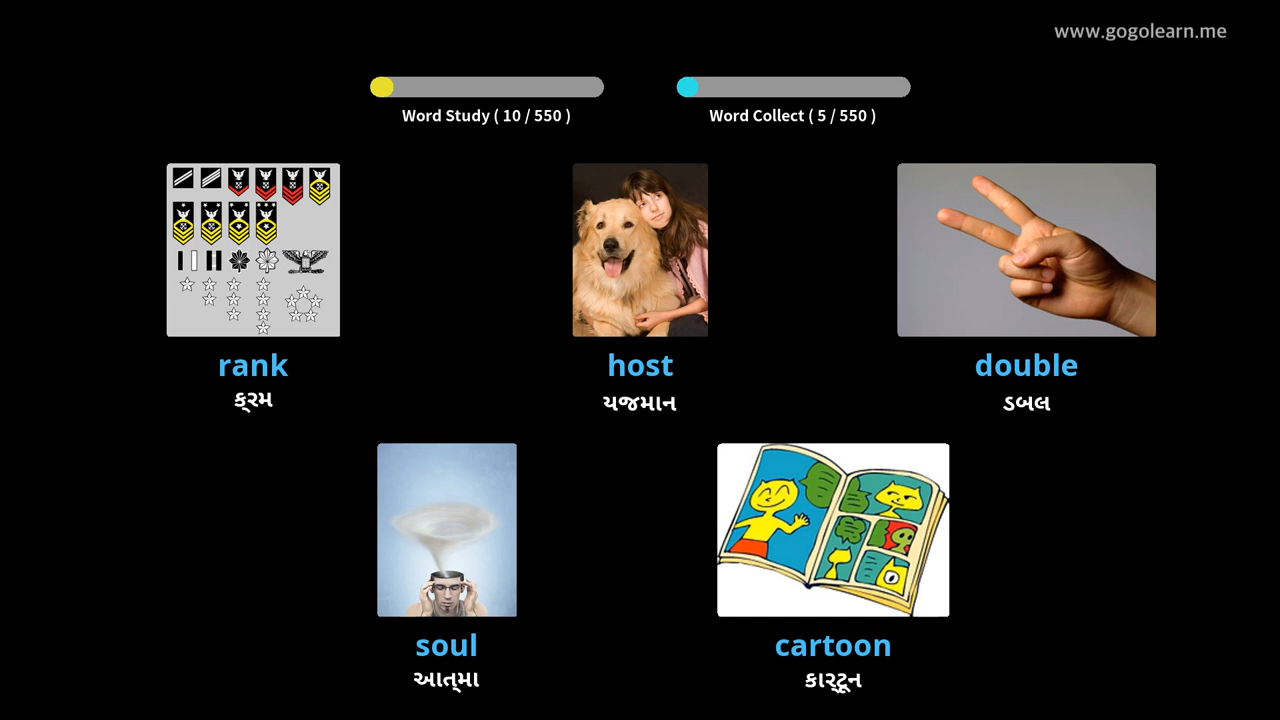 www.gogolearn.me
Word Study ( 10 / 550 )
Word Collect ( 5 / 550 )
rank
ક્રમ
host
યજમાન
double
ડબલ
soul
આત્મા
cartoon
કાર્ટૂન